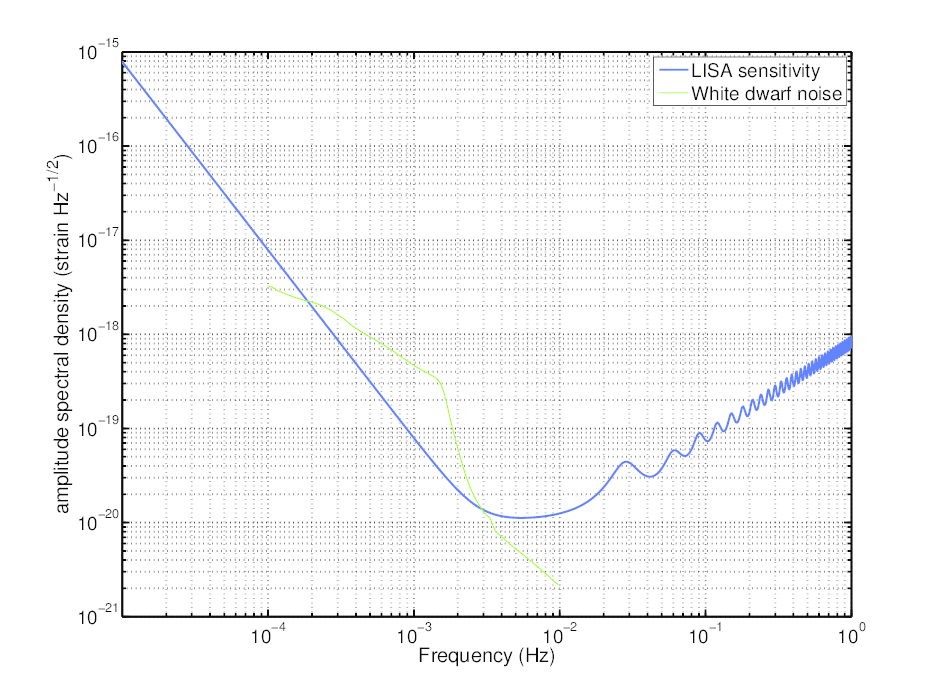 10^-15
LISA sensitivity
White dwarf noise
10^-16
10^-17
10^-18
10^-19
10^-20
10^-21
amplitude spectral density (strain Hz^-1/2)
10^-4 10^-3 10^-2 10^-1 10^0
Frequency (Hz)